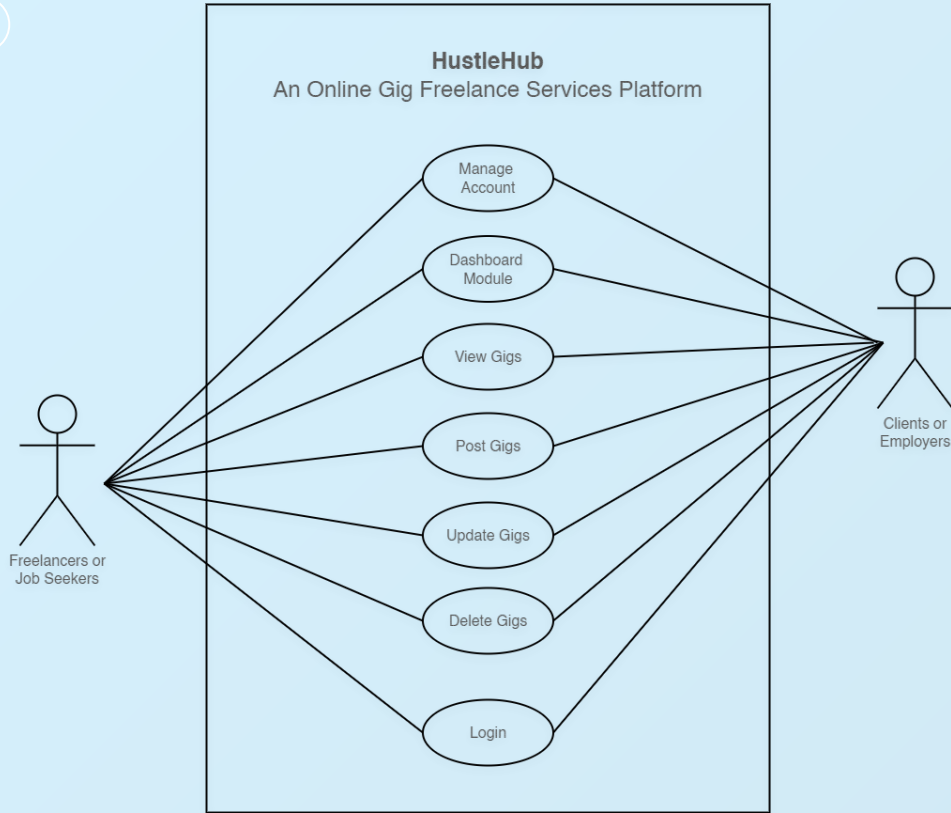 HustleHub
An Online Gig Freelance Services Platform
Manage
Account
Dashboard
Module
View Gigs
Post Gigs
Update Gigs
Delete Gigs
Login
Freelancers or
Job Seekers
Clients or
Employers